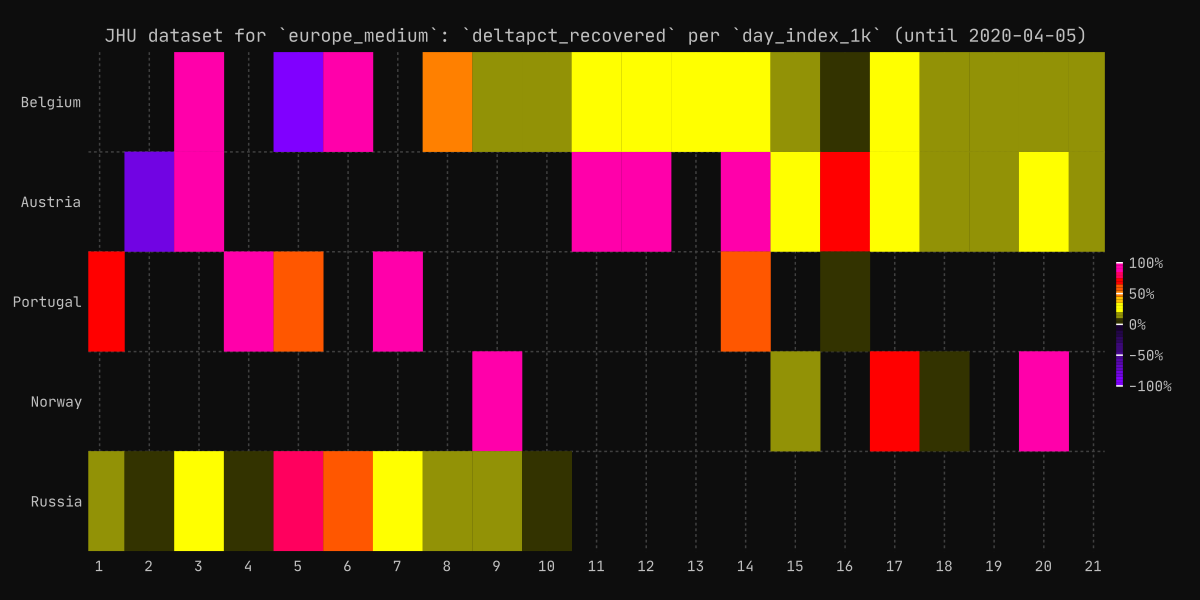 JHU dataset for `europe_medium`: `deltapct_recovered` per `day_index_1k` (until 2020-04-05)
Belgium
Austria
Portugal
Norway
Russia
100%
50%
0%
-50%
-100%
1 2 3 4 5 6 7 8 9 10 11 12 13 14 15 16 17 18 19 20 21